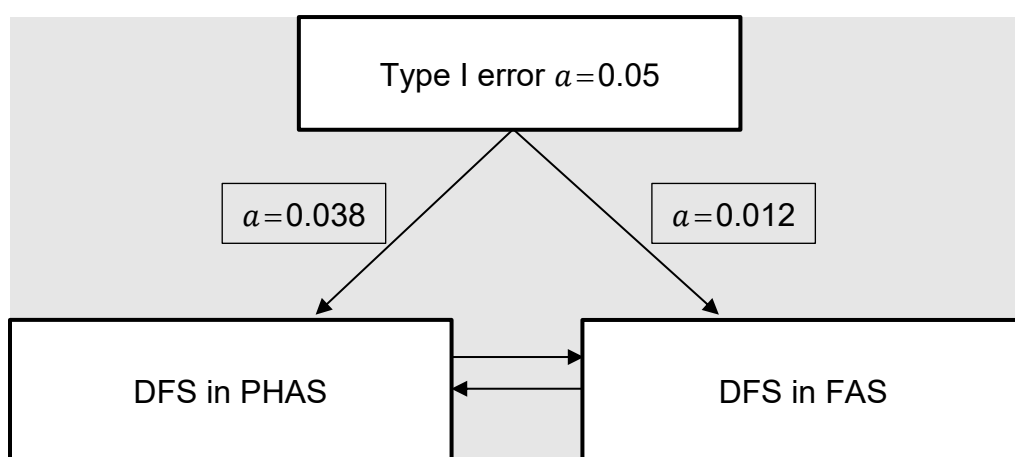 Type I error a=0.05
a=0.038
a=0.012
DFS in PHAS
DFS in FAS